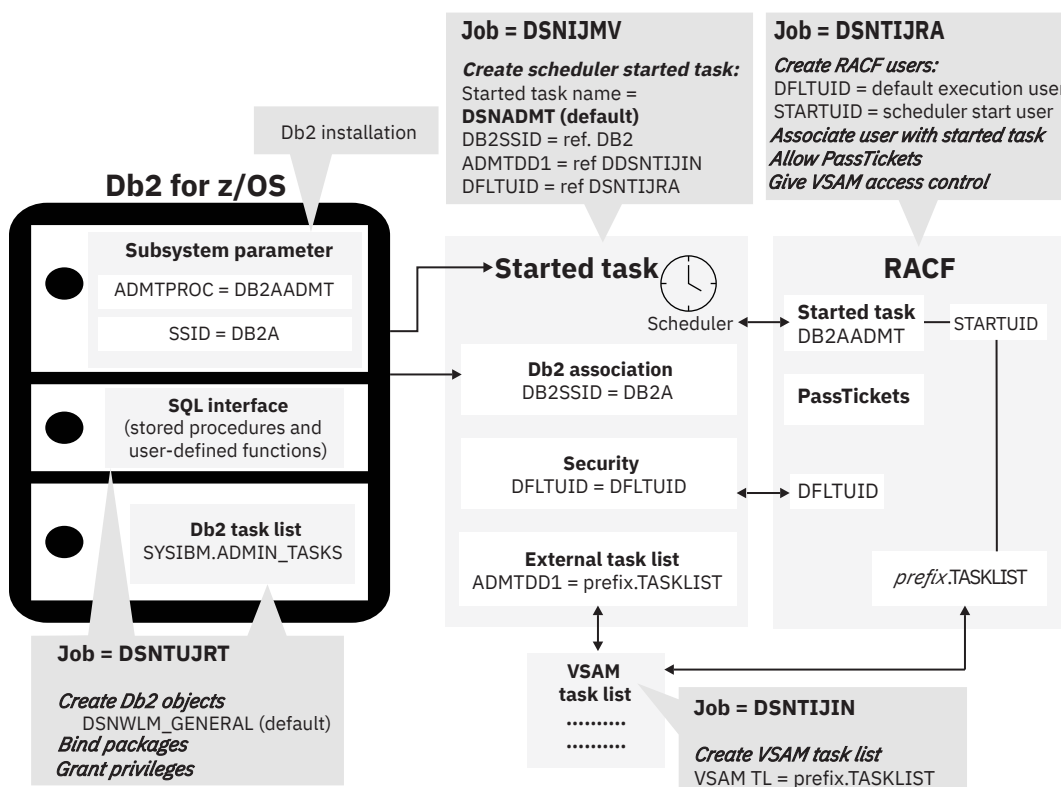 Job = DSNIJMV
Create scheduler started task:
Started task name =
DSNADMT (default)
DB2SSID = ref. DB2
ADMTDD1 = ref DDSNTIJIN
DFLTUID = ref DSNTIJRA
Job = DSNTIJRA
Create RACF users:
DFLTUID = default execution user
STARTUID = scheduler start user
Associate user with started task
Allow PassTickets
Give VSAM access control
Db2 installation
Db2 for z/OS
Subsystem parameter
ADMTPROC = DB2AADMT
SSID = DB2A
SQL interface
(stored procedures and
user-defined functions)
Db2 task list
SYSIBM.ADMIN_TASKS
Started task
Scheduler
Db2 association
DB2SSID = DB2A
Security
DFLTUID = DFLTUID
External task list
ADMTDD1 = prefix.TASKLIST
RACF
Started task
DB2AADMT
STARTUID
PassTickets
DFLTUID
prefix.TASKLIST
Job = DSNTUJRT
Create Db2 objects
DSNWLM_GENERAL (default)
Bind packages
Grant privileges
VSAM
task list
..........
..........
Job = DSNTIJIN
Create VSAM task list
VSAM TL = prefix.TASKLIST